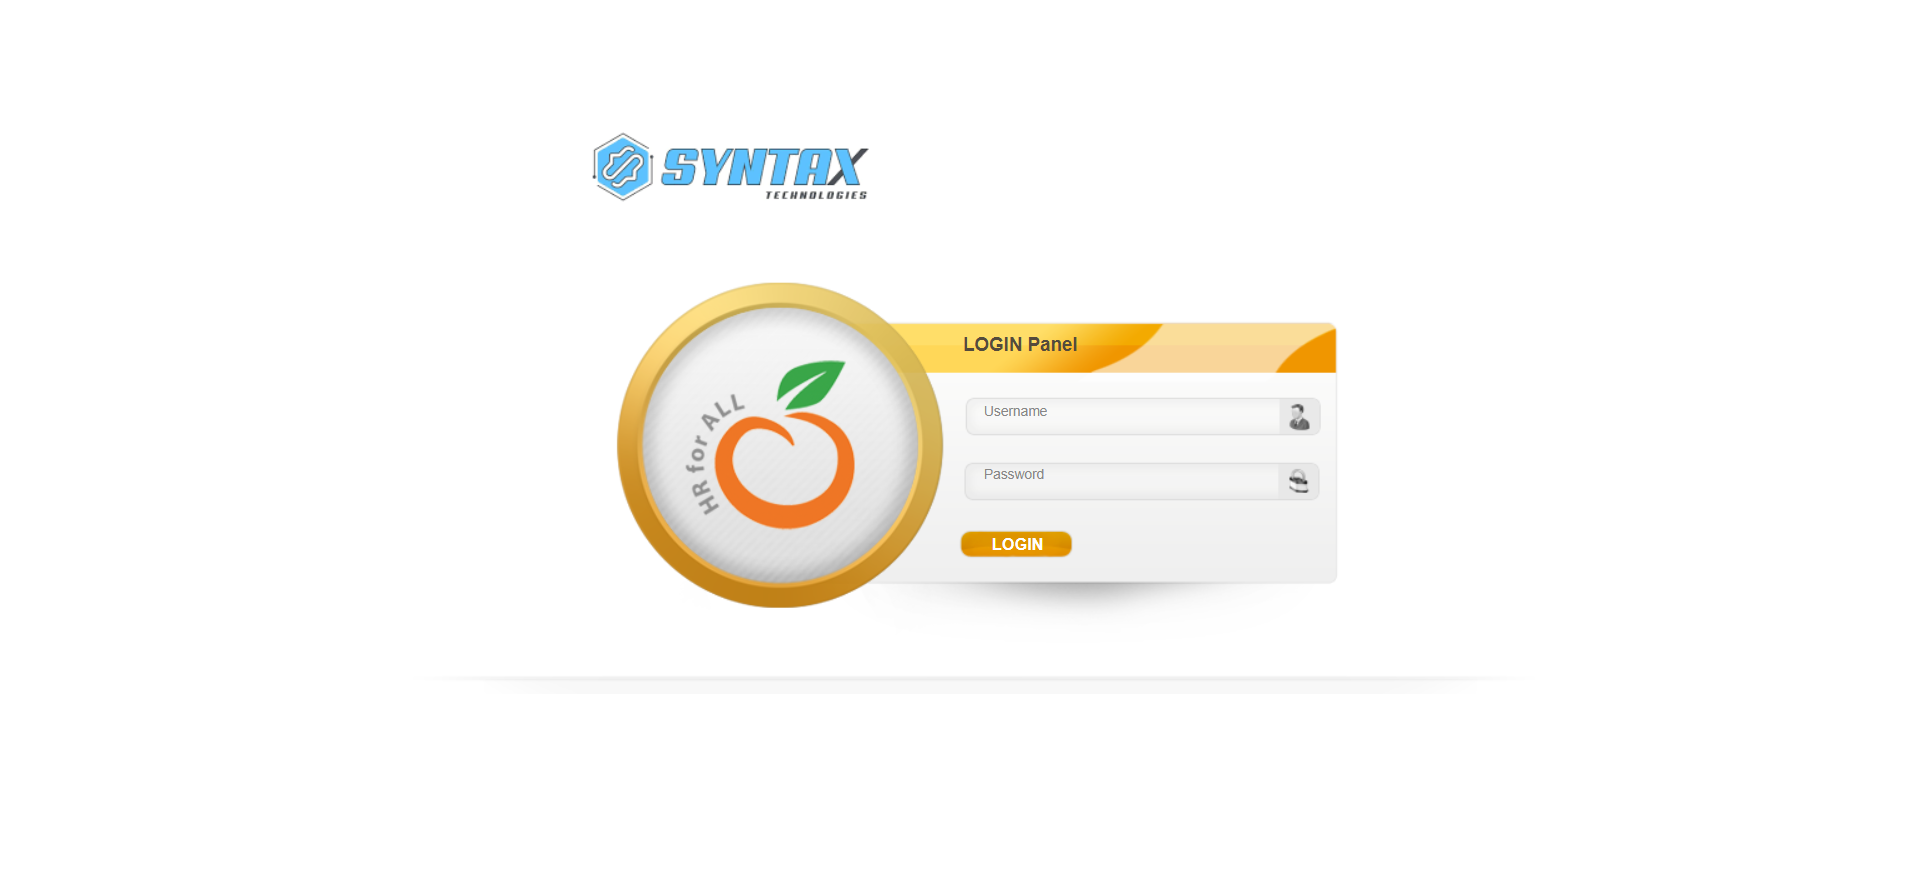 SYNTAX
TECHNOLOGIES
HR for ALL
LOGIN Panel
Username
Password
LOGIN